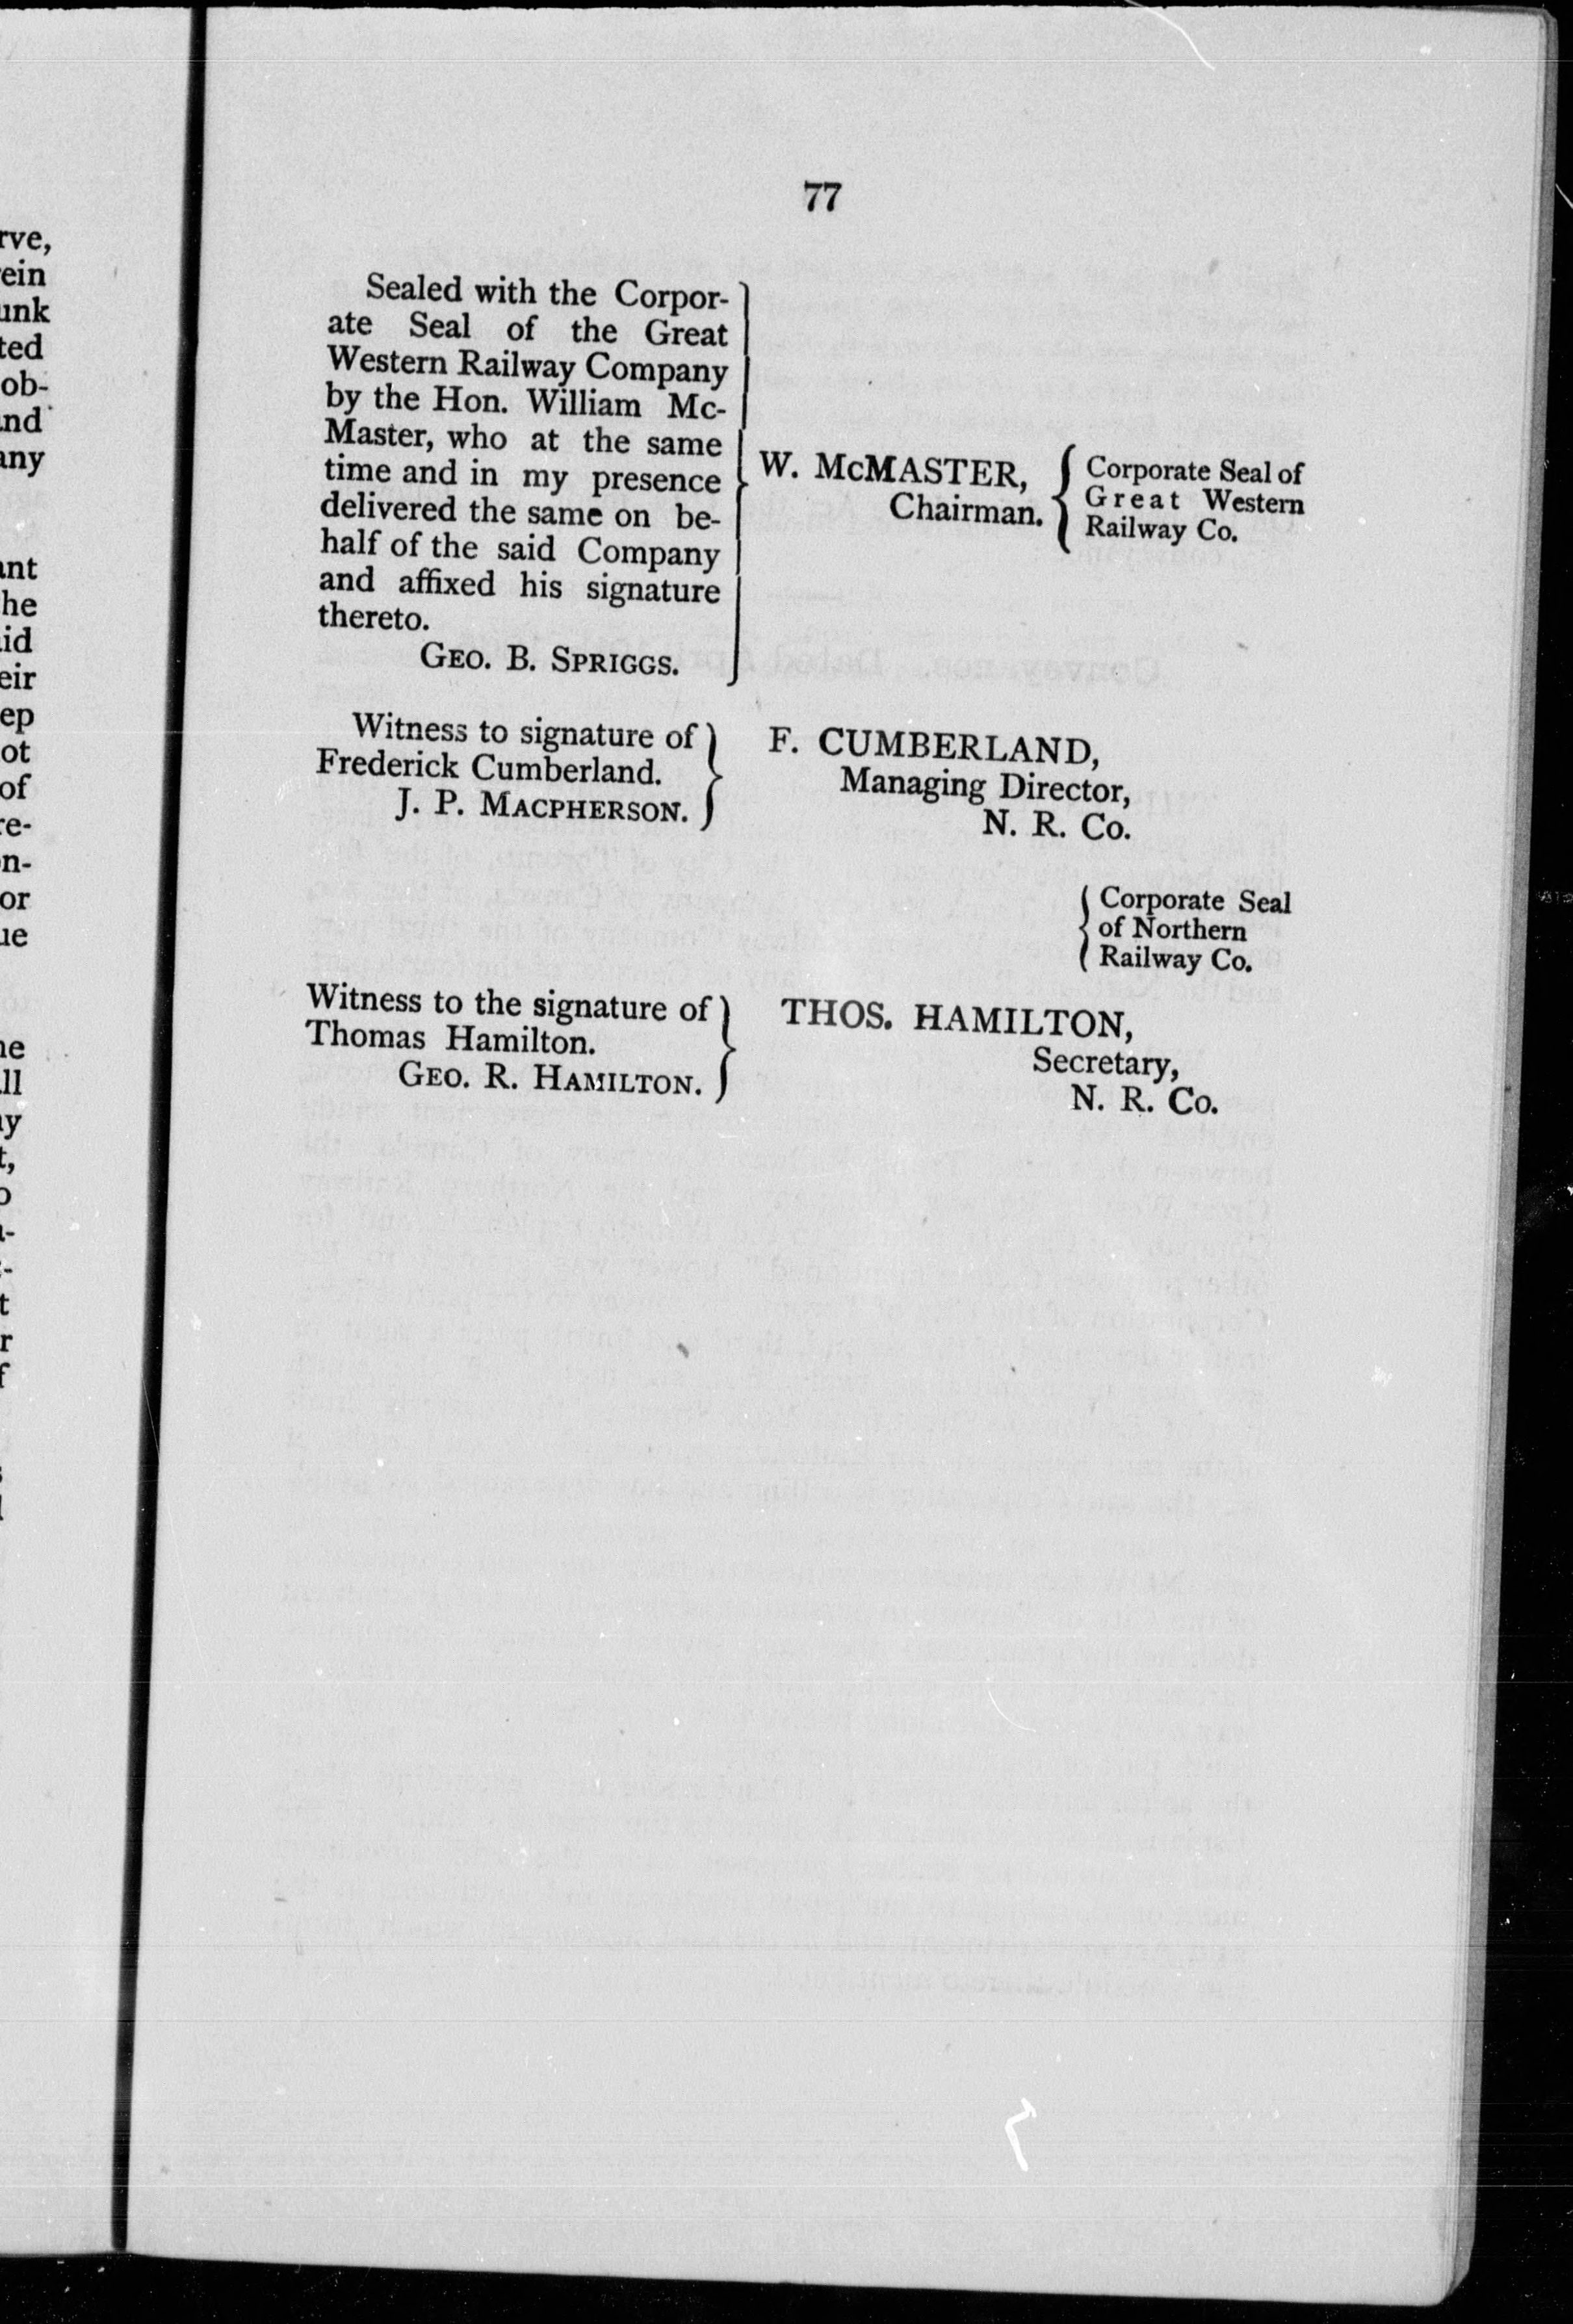 77
Sealed with the Corpor-
ate Seal of the Great
Western Railway Company
by the Hon. William Mc-
Master, who at the same
time and in my presence
delivered the same on be-
half of the said Company
and affixed his signature
thereto.
GEO. B. SPRIGGS.
W. McMASTER,
Chairman.
Corporate Seal of
Great Western
Railway Co.
Witness to signature of
Frederick Cumberland.
J. P. MACPHERSON.
F. CUMBERLAND,
Managing Director,
N. R. Co.
Corporate Seal
of Northern
Railway Co.
Witness to the signature of
Thomas Hamilton.
GEO. R. HAMILTON.
THOS. HAMILTON,
Secretary,
N. R. Co.